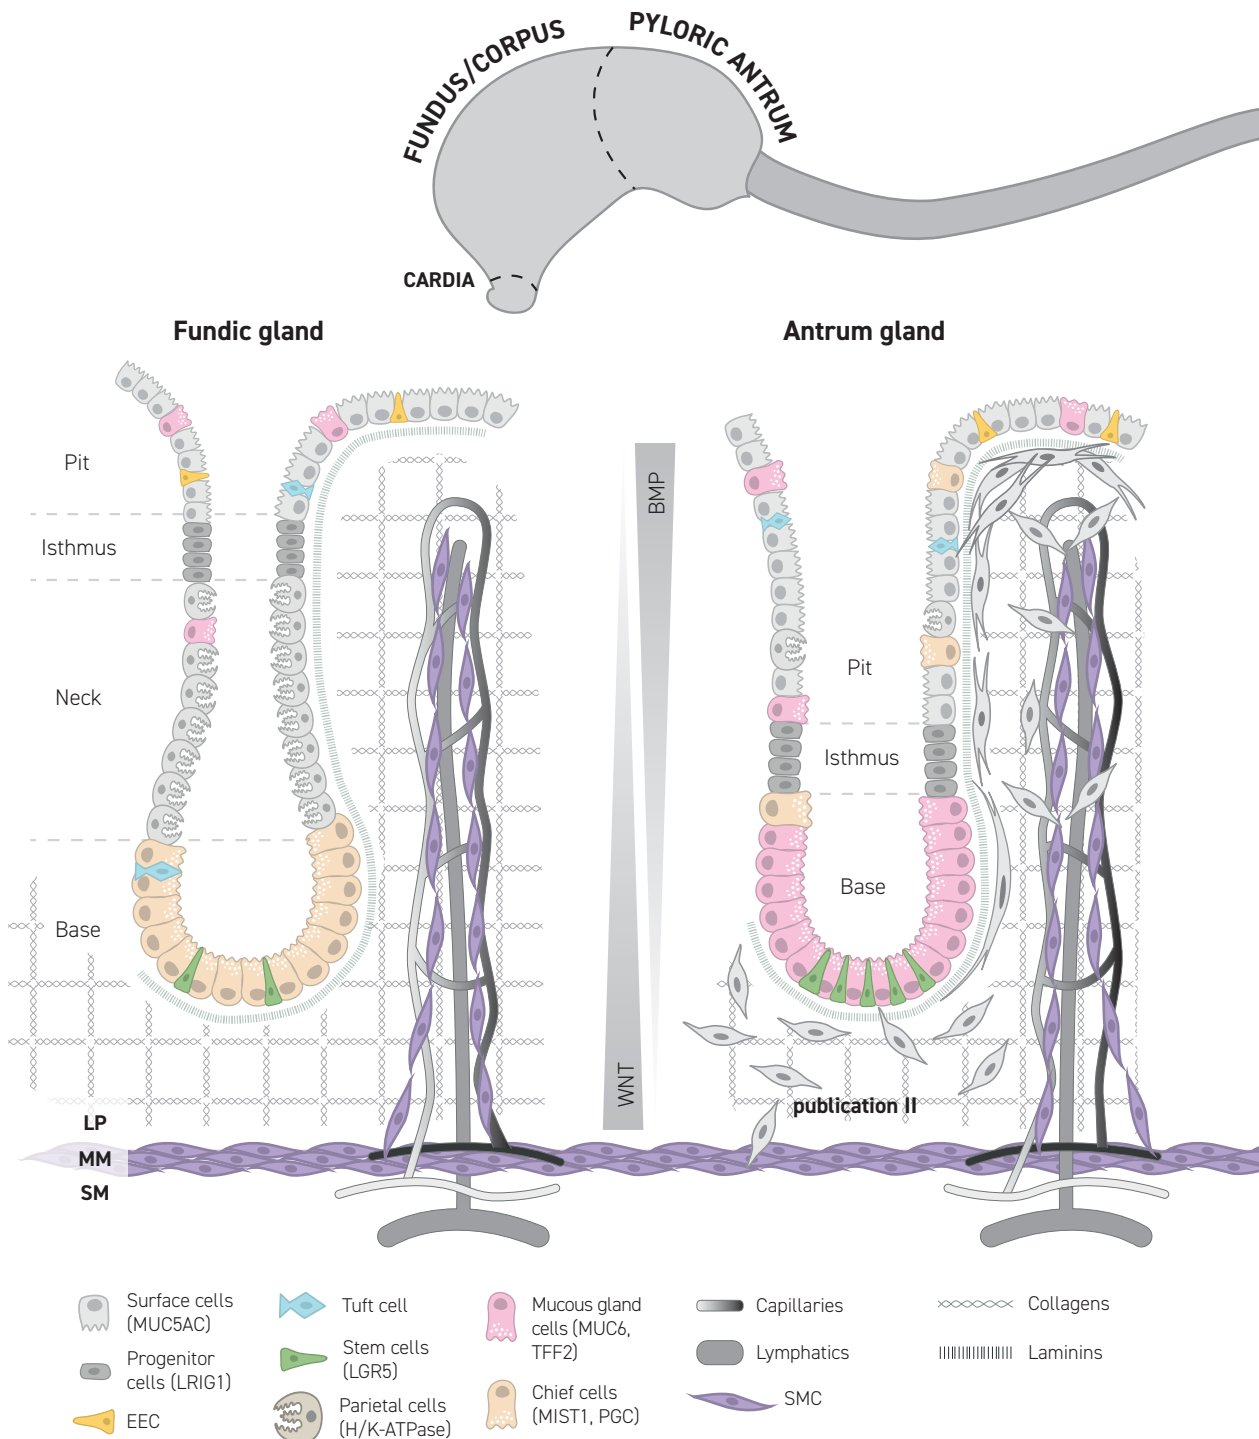 FUNDUS/CORPUS
PYLORIC ANTRUM
CARDIA
Fundic gland
Antrum gland
Pit
Isthmus
Neck
Base
BMP
WNT
Pit
Isthmus
Base
publication II
LP
MM
SM
Surface cells
(MUC5AC)
Progenitor
cells (LRIG1)
EEC
Tuft cell
Stem cells
(LGR5)
Parietal cells
(H/K-ATPase)
Mucous gland
cells (MUC6,
TFF2)
Chief cells
(MIST1, PGC)
Capillaries
Lymphatics
SMC
Collagens
Laminins